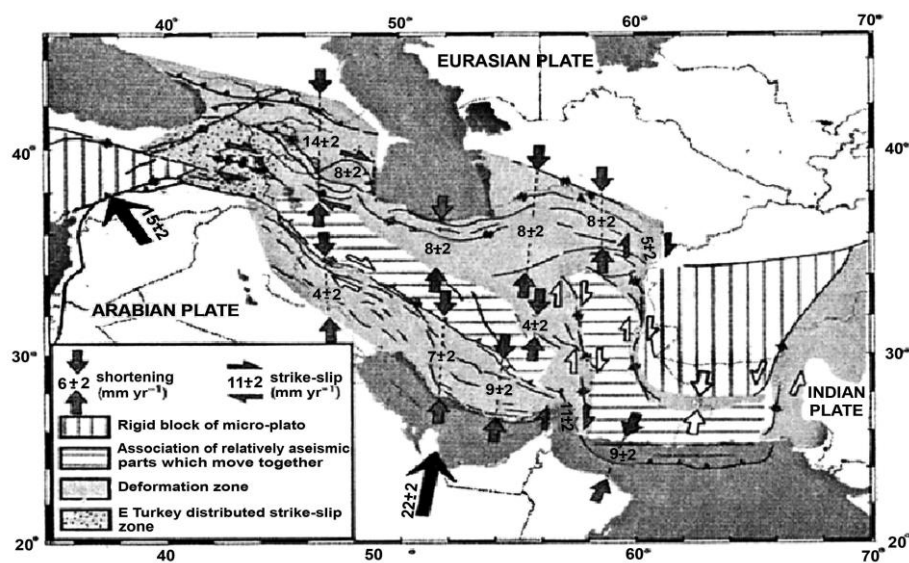 40° 50° 60° 70°
EURASIAN PLATE
40°
40°
14±2
8±2
15±2
8±2
8±2
8±2
5±2
ARABIAN PLATE
4±2
4±2
30°
30°
7±2
9±2
11±2
INDIAN
PLATE
9±2
22±2
6±2 shortening (mm yr⁻¹)
11±2 strike-slip (mm yr⁻¹)
Rigid block of micro-plato
Association of relatively aseismic
parts which move together
Deformation zone
E Turkey distributed strike-slip
zone
20°
20°
40 50 60 70°